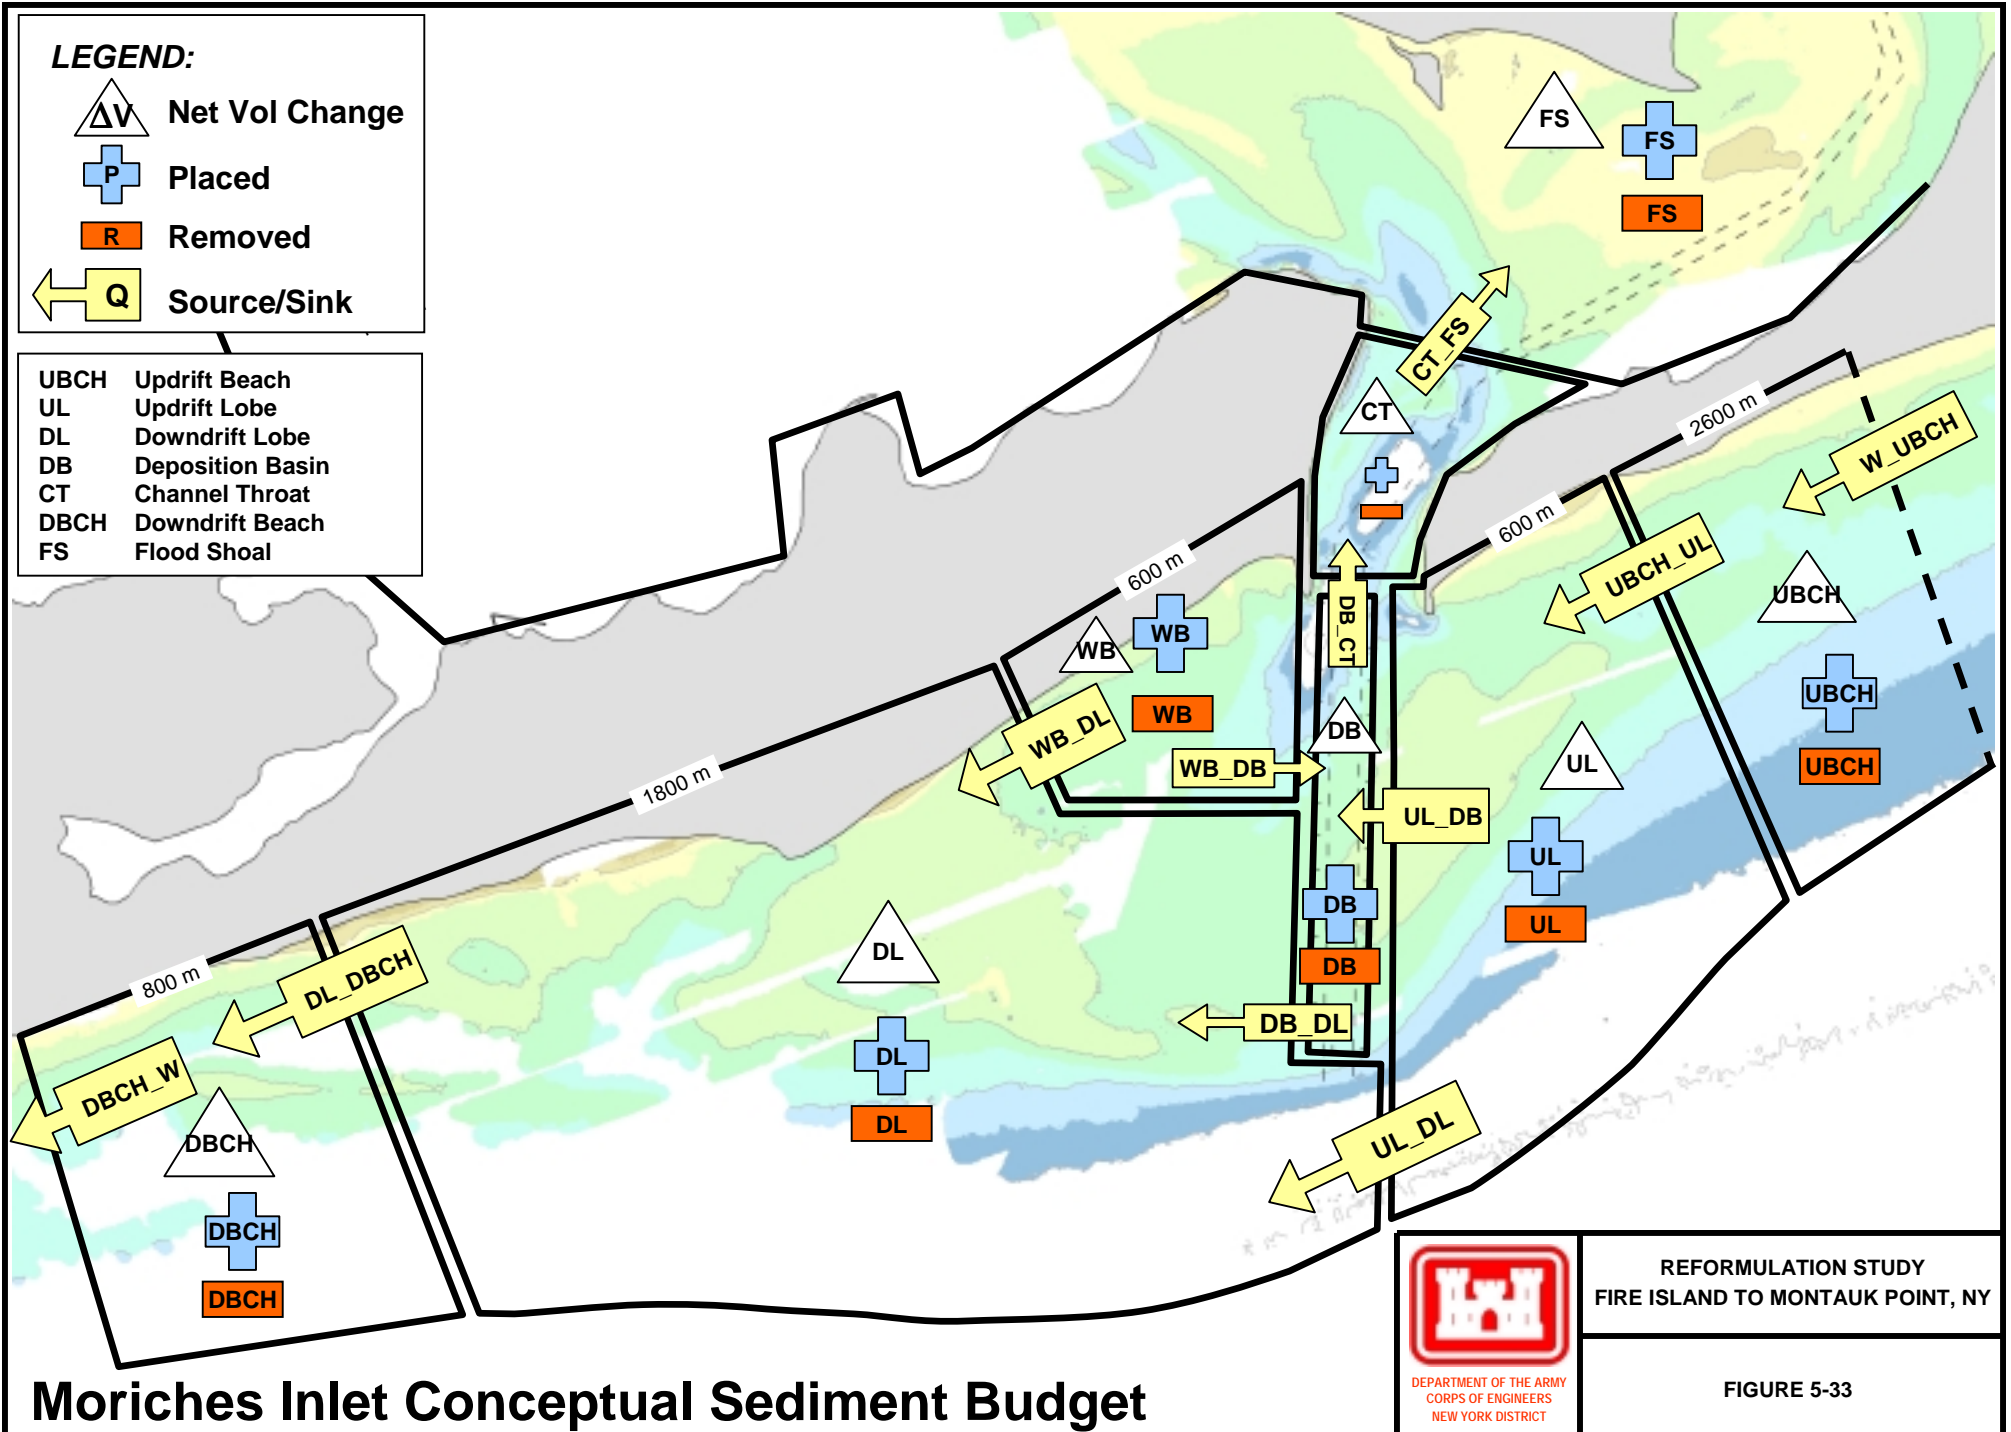 LEGEND:
ΔV Net Vol Change
P Placed
R Removed
Q Source/Sink
UBCH Updrift Beach
UL Updrift Lobe
DL Downdrift Lobe
DB Deposition Basin
CT Channel Throat
DBCH Downdrift Beach
FS Flood Shoal
FS
FS
FS
CT_FS
CT
2600 m
W_UBCH
600 m
UBCH_UL
UBCH
UBCH
UBCH
600 m
WB
WB
WB
DB_CT
WB_DL
WB_DB
DB
UL_DB
UL
UL
UL
1800 m
DB
DB
DB_DL
UL_DL
DL
DL
DL
800 m
DL_DBCH
DBCH_W
DBCH
DBCH
DBCH
Moriches Inlet Conceptual Sediment Budget
DEPARTMENT OF THE ARMY
CORPS OF ENGINEERS
NEW YORK DISTRICT
REFORMULATION STUDY
FIRE ISLAND TO MONTAUK POINT, NY
FIGURE 5-33